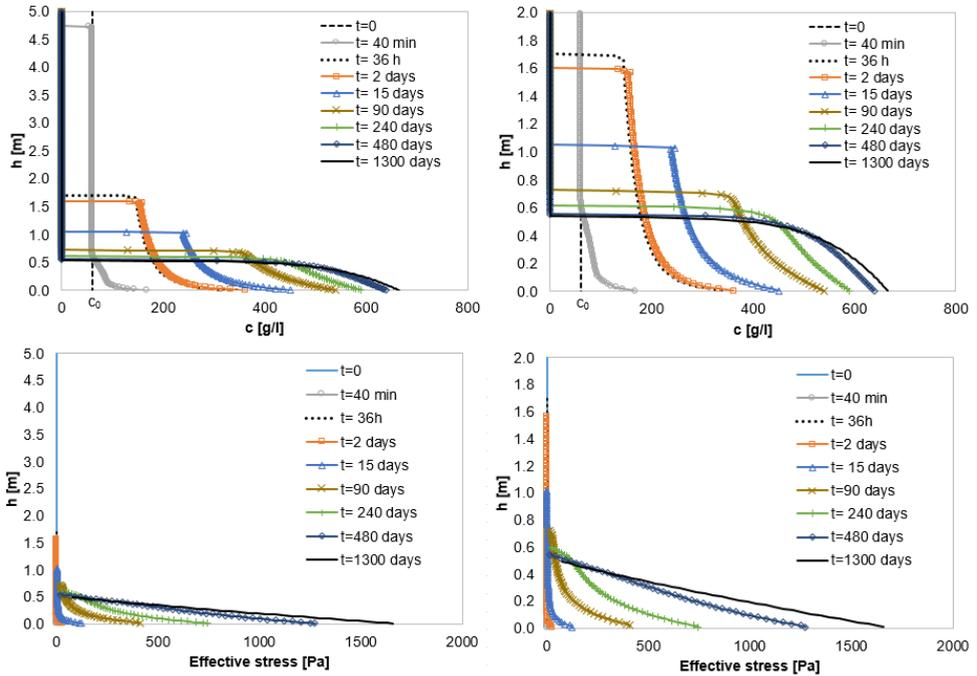 5.0
4.5
4.0
3.5
3.0
2.5
2.0
1.5
1.0
0.5
0.0
h [m]
0
c₀
200
400
600
800
c [g/l]
t=0
t= 40 min
t= 36 h
t= 2 days
t= 15 days
t= 90 days
t= 240 days
t= 480 days
t= 1300 days
2.0
1.8
1.6
1.4
1.2
1.0
0.8
0.6
0.4
0.2
0.0
h [m]
0
c₀
200
400
600
800
c [g/l]
t=0
t= 40 min
t= 36 h
t= 2 days
t= 15 days
t= 90 days
t= 240 days
t= 480 days
t= 1300 days
5.0
4.5
4.0
3.5
3.0
2.5
2.0
1.5
1.0
0.5
0.0
h [m]
0
500
1000
1500
2000
Effective stress [Pa]
t=0
t=40 min
t= 36h
t=2 days
t= 15 days
t=90 days
t= 240 days
t=480 days
t=1300 days
2.0
1.8
1.6
1.4
1.2
1.0
0.8
0.6
0.4
0.2
0.0
h [m]
0
500
1000
1500
2000
Effective stress [Pa]
t=0
t=40 min
t= 36h
t=2 days
t= 15 days
t=90 days
t= 240 days
t=480 days
t=1300 days